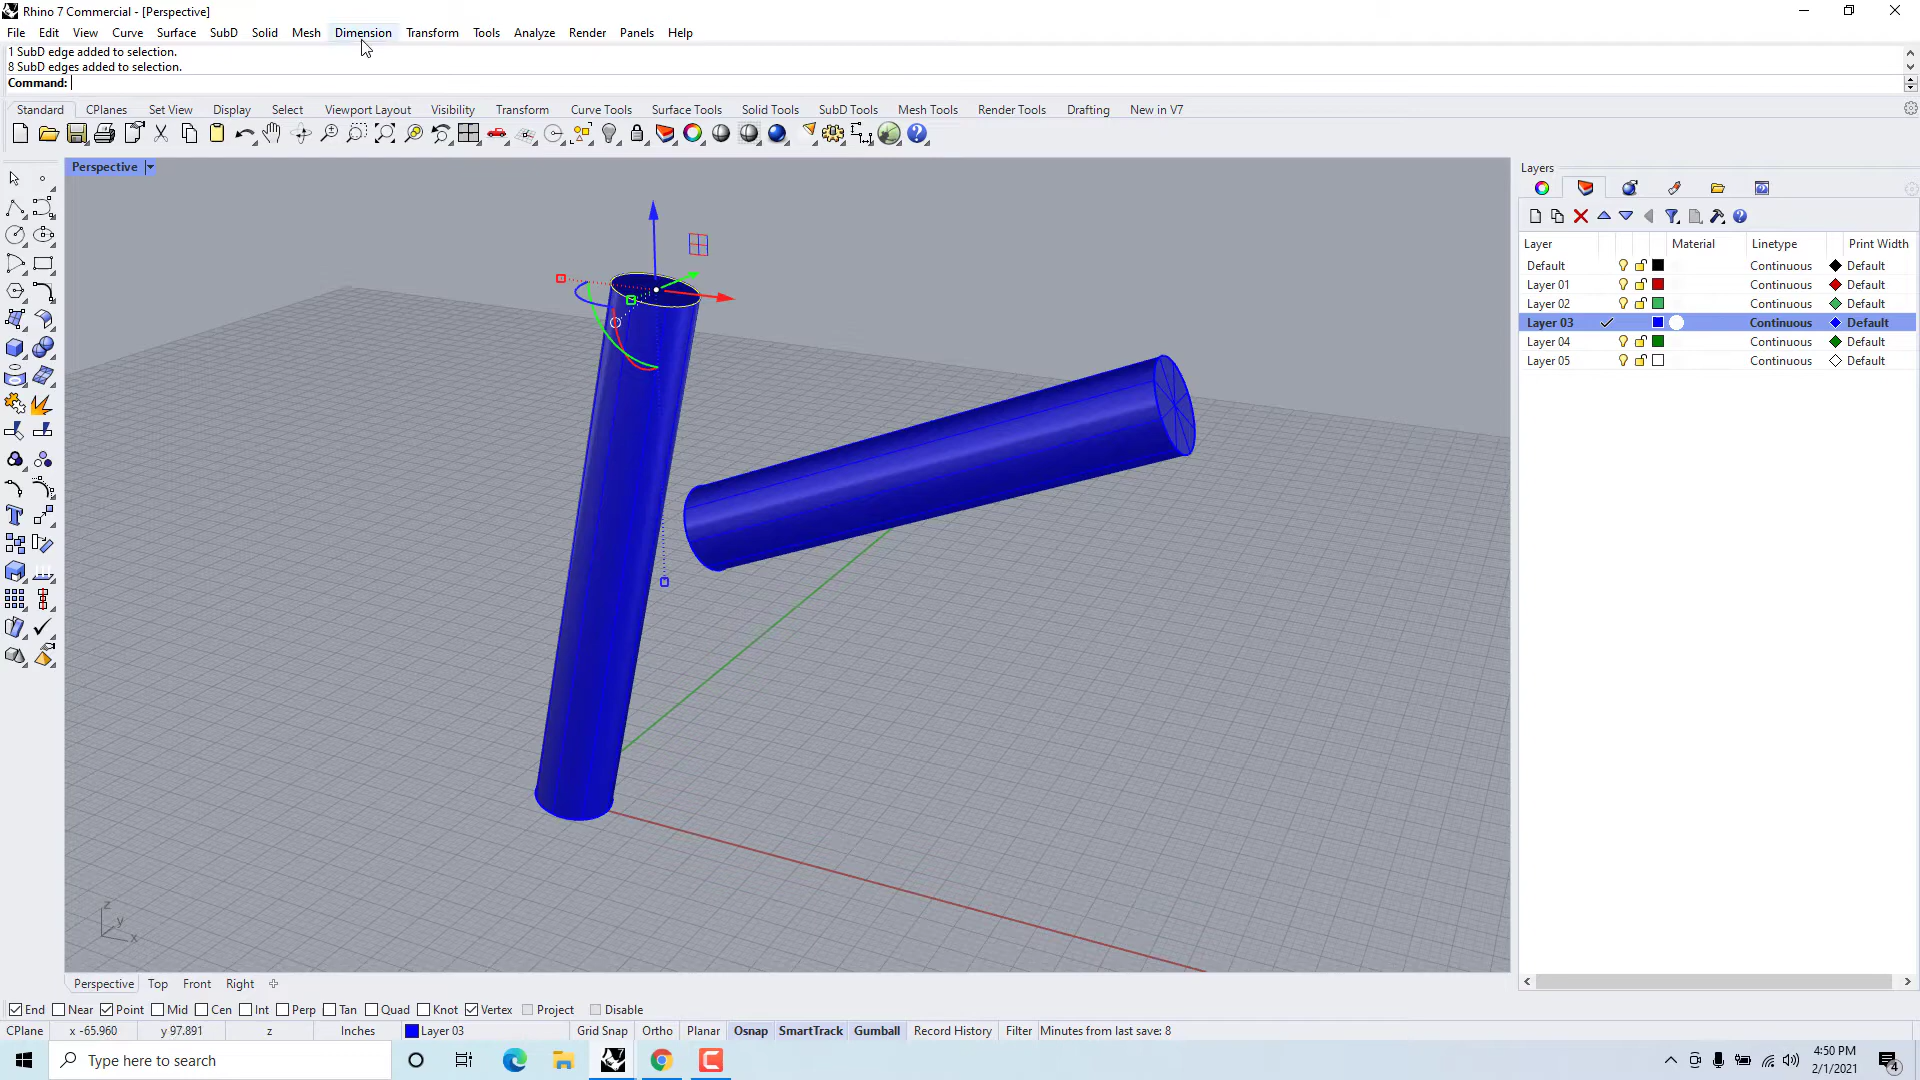 Rhino 7 Commercial - [Perspective]
File Edit View Curve Surface SubD Solid Mesh Dimension Transform Tools Analyze Render Panels Help
1 SubD edge added to selection.
8 SubD edges added to selection.
Command:
Standard CPlanes Set View Display Select Viewport Layout Visibility Transform Curve Tools Surface Tools Solid Tools SubD Tools Mesh Tools Render Tools Drafting New in V7
Perspective
Layers
Layer Material Linetype Print Width
Default Continuous Default
Layer 01 Continuous Default
Layer 02 Continuous Default
Layer 03 Continuous Default
Layer 04 Continuous Default
Layer 05 Continuous Default
z
y
x
Perspective Top Front Right
End Near Point Mid Cen Int Perp Tan Quad Knot Vertex Project Disable
CPlane x -65.960 y 97.891 z Inches Layer 03 Grid Snap Ortho Planar Osnap SmartTrack Gumball Record History Filter Minutes from last save: 8
Type here to search
4:50 PM
2/1/2021
4